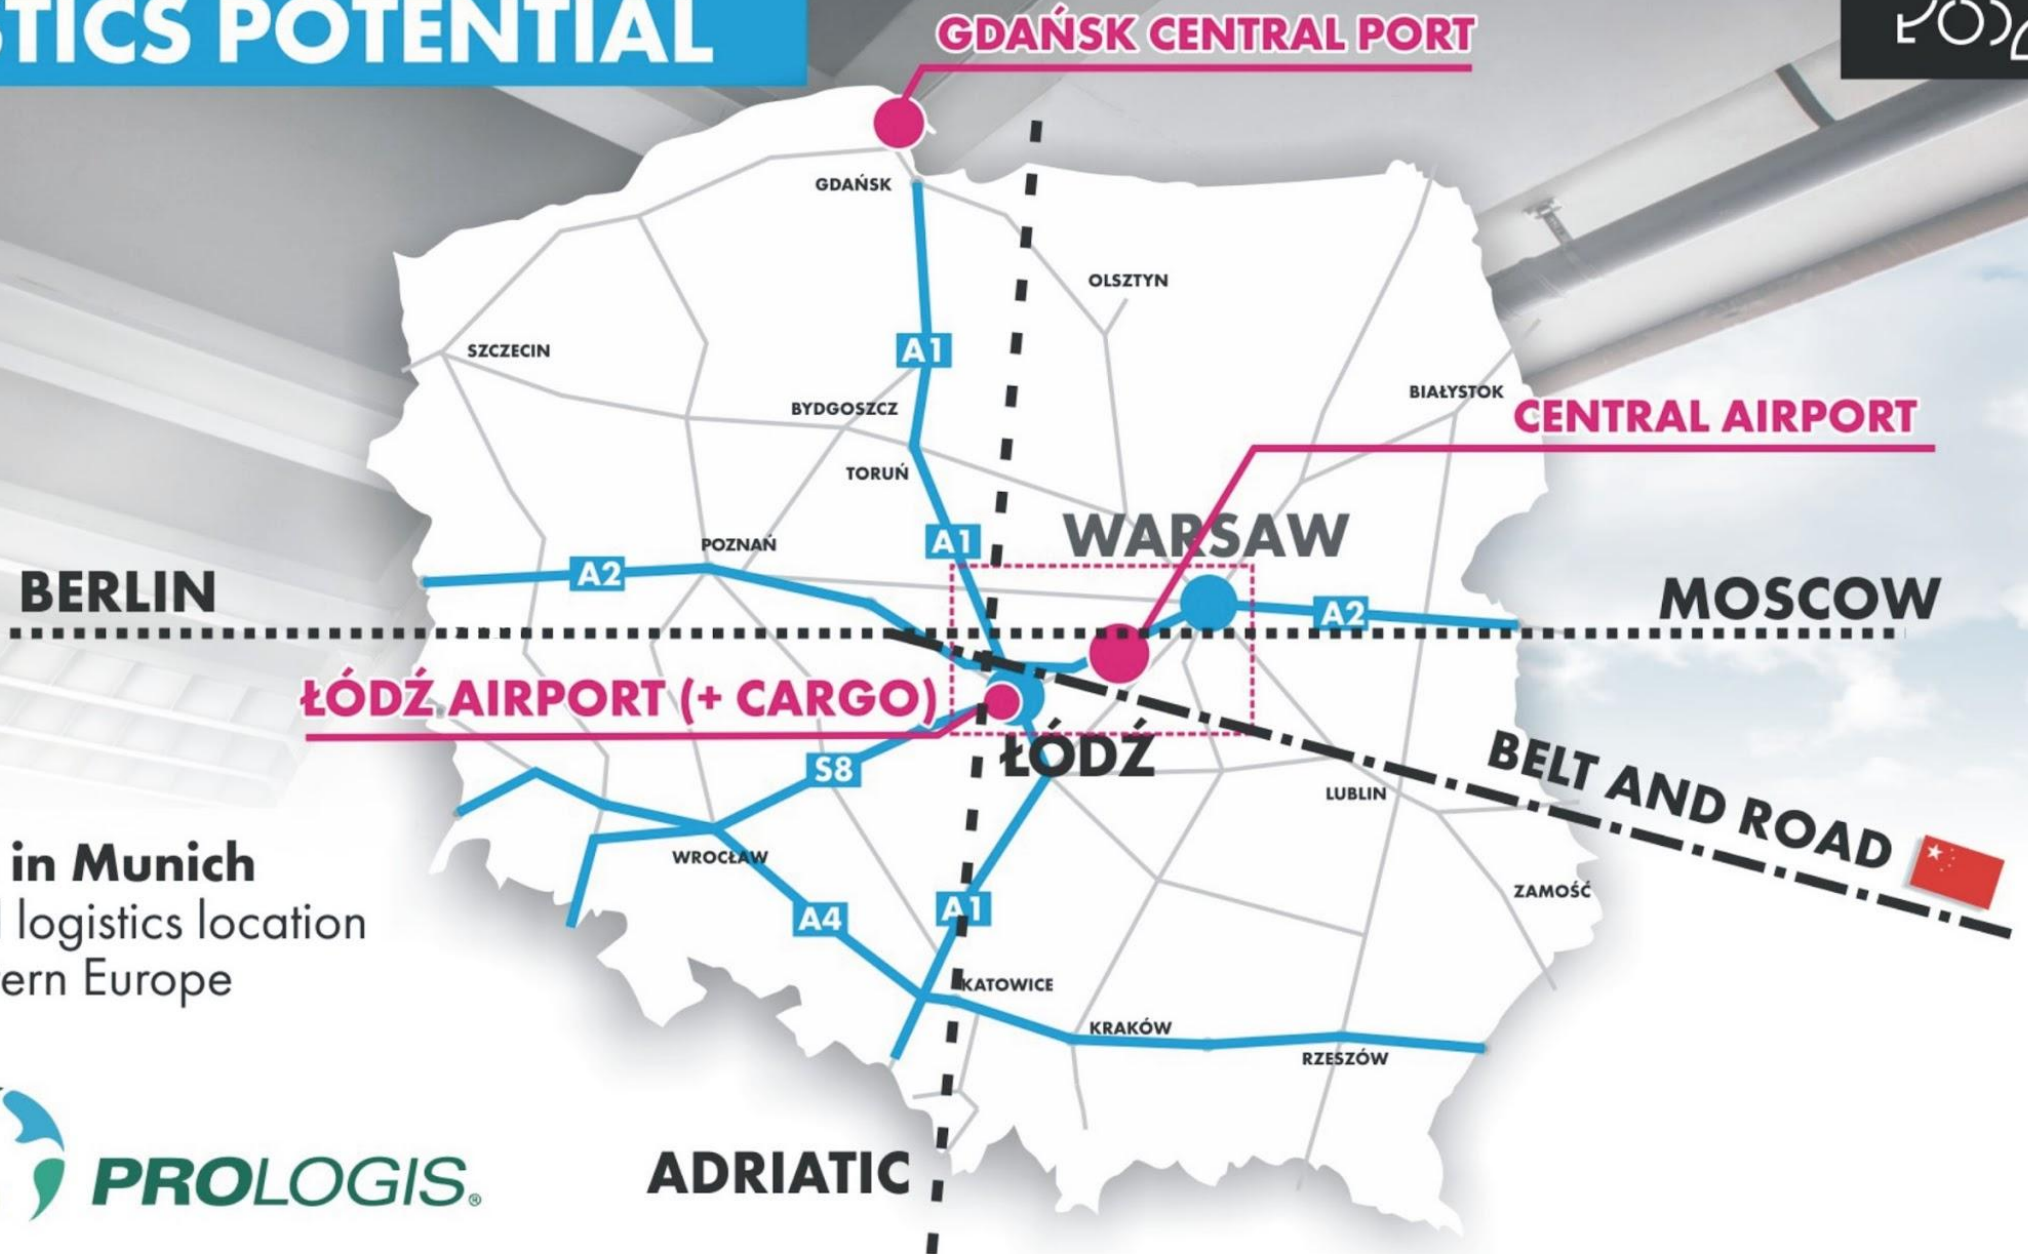 STICS POTENTIAL
GDAŃSK CENTRAL PORT
GDAŃSK
OLSZTYN
SZCZECIN
A1
BIAŁYSTOK
BYDGOSZCZ
CENTRAL AIRPORT
TORUŃ
WARSAW
A1
POZNAŃ
A2
BERLIN
MOSCOW
A2
ŁÓDŹ AIRPORT (+ CARGO)
ŁÓDŹ
S8
BELT AND ROAD
LUBLIN
in Munich
WROCŁAW
ZAMOŚĆ
logistics location
A4
A1
ern Europe
KATOWICE
KRAKÓW
RZESZÓW
ADRIATIC
PROLOGIS®